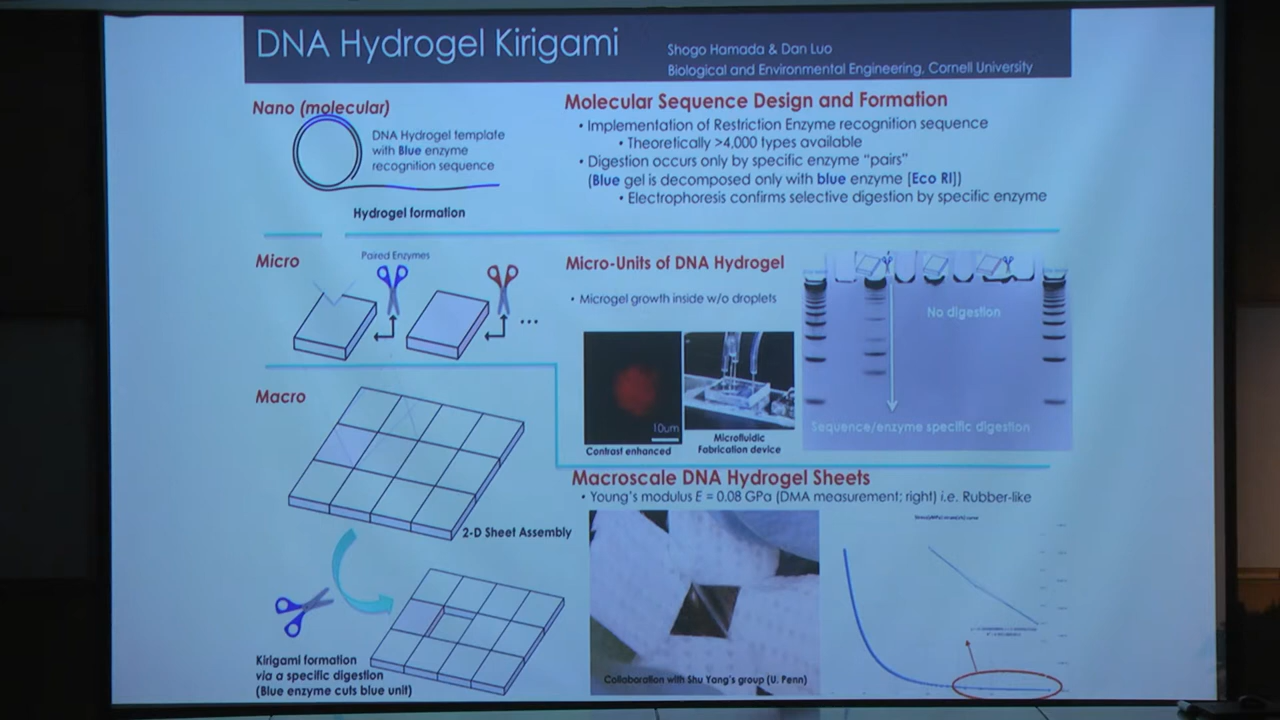 DNA Hydrogel Kirigami
Shogo Hamada & Dan Luo
Biological and Environmental Engineering, Cornell University
Nano (molecular)
DNA Hydrogel template
with Blue enzyme
recognition sequence
Hydrogel formation
Molecular Sequence Design and Formation
• Implementation of Restriction Enzyme recognition sequence
• Theoretically >4,000 types available
• Digestion occurs only by specific enzyme "pairs"
(Blue gel is decomposed only with blue enzyme [Eco RI])
• Electrophoresis confirms selective digestion by specific enzyme
Micro
Paired Enzymes
...
Micro-Units of DNA Hydrogel
• Microgel growth inside w/o droplets
10um
Contrast enhanced
Microfluidic
Fabrication device
No digestion
Sequence/enzyme specific digestion
Macro
2-D Sheet Assembly
Kirigami formation
via a specific digestion
(Blue enzyme cuts blue unit)
Macroscale DNA Hydrogel Sheets
• Young's modulus E = 0.08 GPa (DMA measurement; right) i.e. Rubber-like
Collaboration with Shu Yang's group (U. Penn)